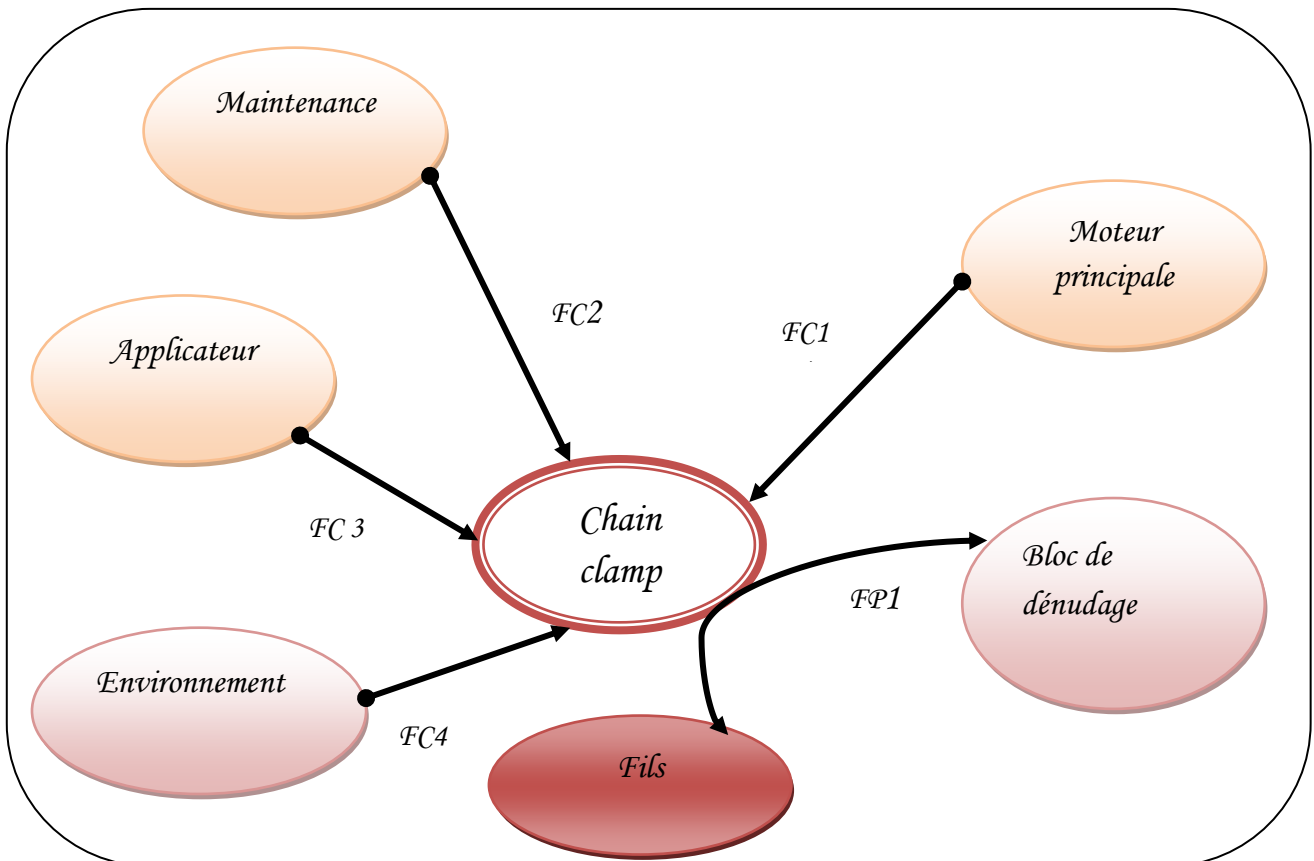 Maintenance
Moteur
principale
FC2
FC1
Applicateur
FC 3
Chain
clamp
Bloc de
dénudage
FP1
Environnement
FC4
Fils